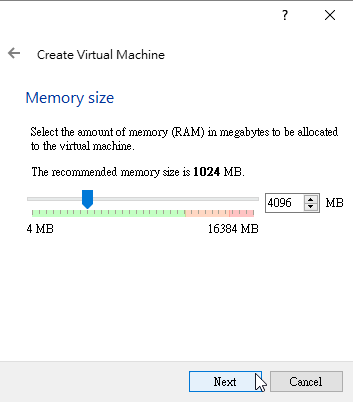 ?
Create Virtual Machine
Memory size
Select the amount of memory (RAM) in megabytes to be allocated
to the virtual machine.
The recommended memory size is 1024 MB.
4096 MB
4 MB 16384 MB
Next Cancel